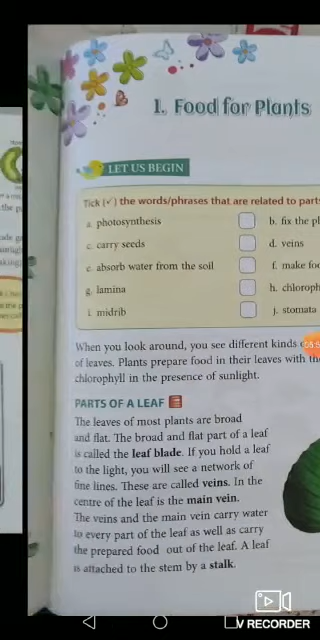 1. Food for Plants
LET US BEGIN
Tick (✓) the words/phrases that are related to
a. photosynthesis
b. fix the
c. carry seeds
d. veins
e. absorb water from the soil
f. make
g. lamina
h.
i. midrib
j. stomata
When you look around, you see different kinds
of leaves. Plants prepare food in their leaves with
chlorophyll in the presence of sunlight.
PARTS OF A LEAF
The leaves of most plants are broad
and flat. The broad and flat part of a leaf
is called the leaf blade. If you hold a leaf
to the light, you will see a network of
fine lines. These are called veins. In the
centre of the leaf is the main vein.
The veins and the main vein carry water
to every part of the leaf as well as carry
the prepared food out of the leaf. A leaf
is attached to the stem by a stalk.
V RECORDER